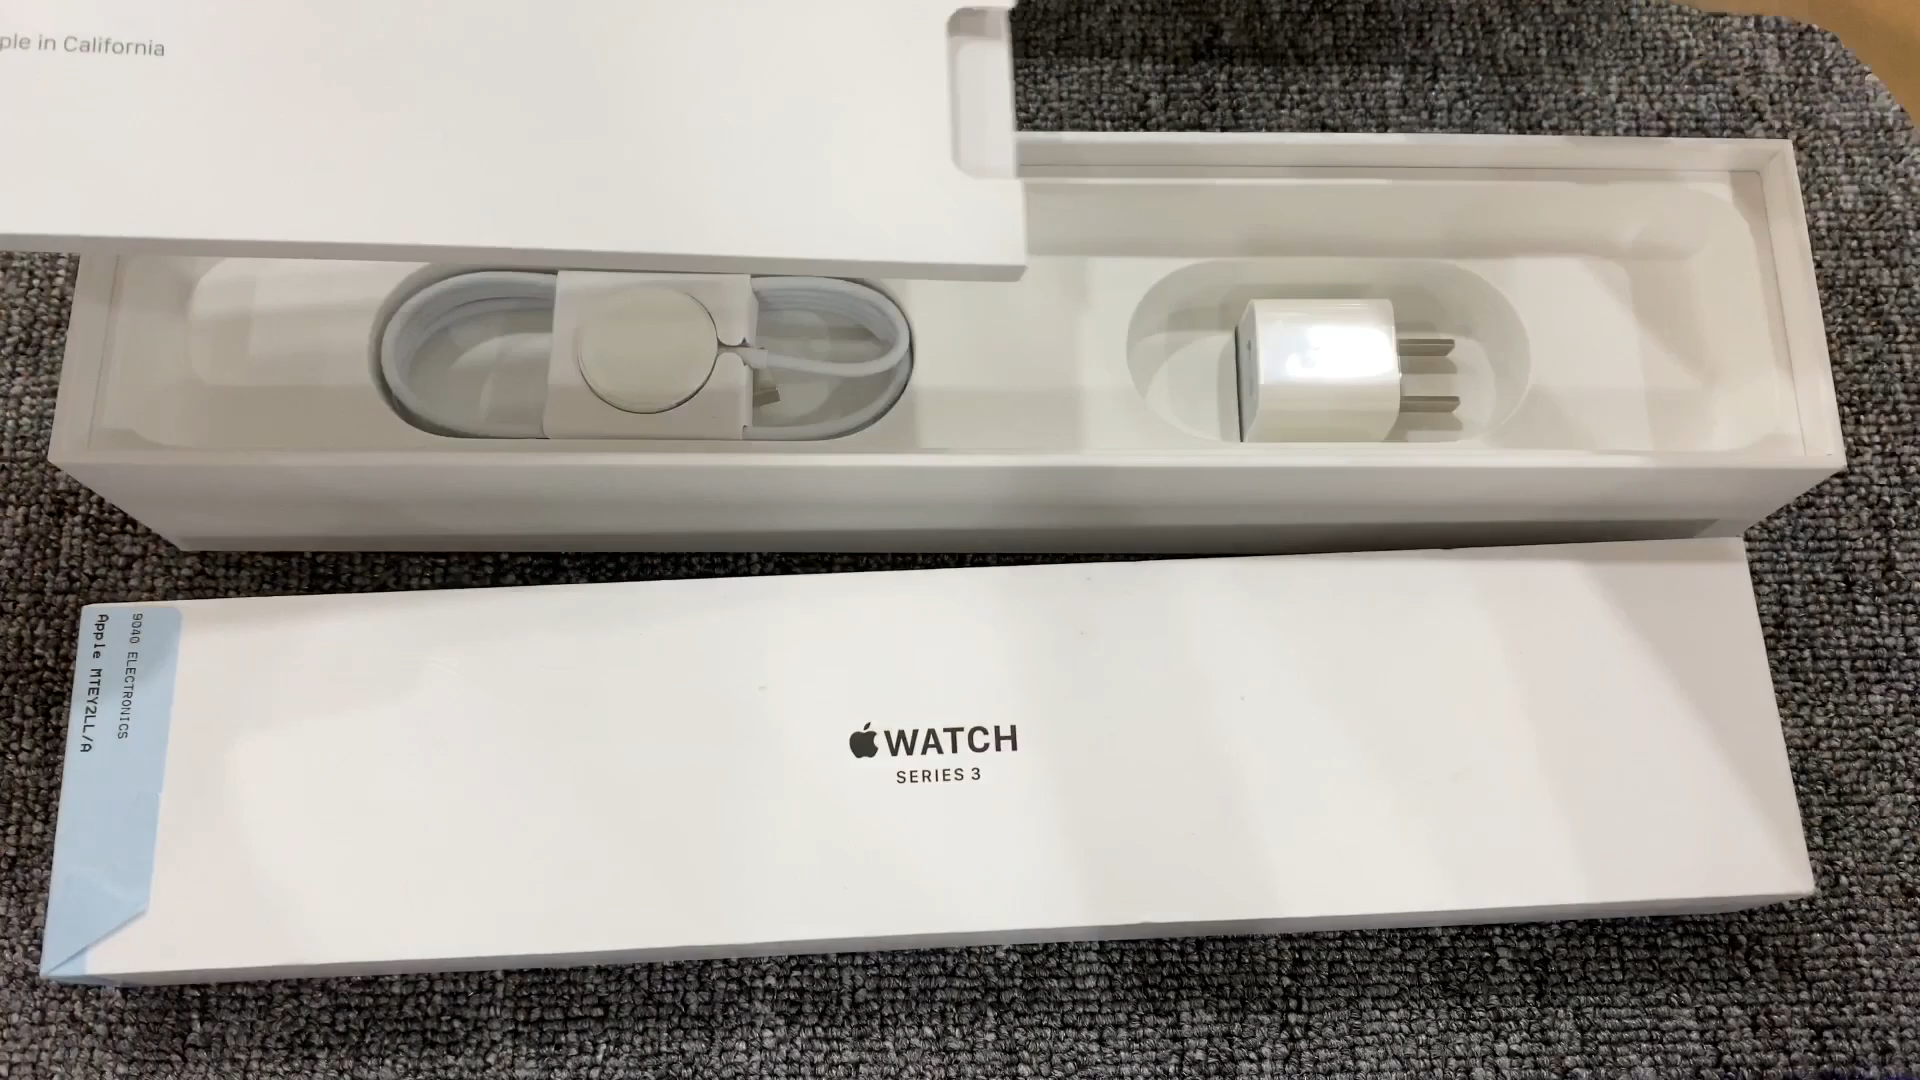 ple in California
9040 ELECTRONICS
Apple MTEY2LL/A
WATCH
SERIES 3